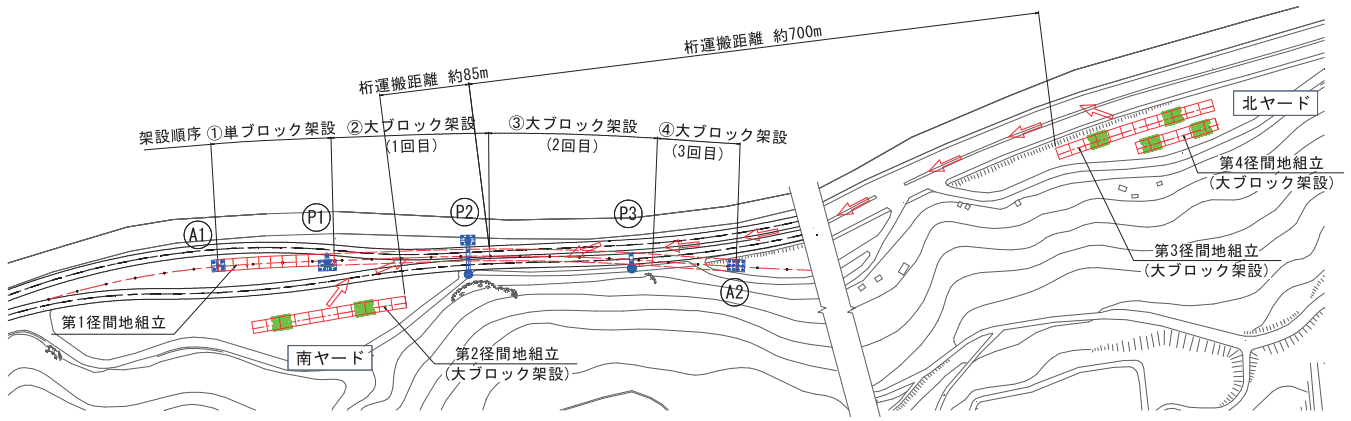 桁運搬距離 約700m
桁運搬距離 約85m
架設順序 ①単ブロック架設
②大ブロック架設
(1回目)
③大ブロック架設
(2回目)
④大ブロック架設
(3回目)
北ヤード
第4径間地組立
(大ブロック架設)
第3径間地組立
(大ブロック架設)
A1
P1
P2
P3
A2
第1径間地組立
南ヤード
第2径間地組立
(大ブロック架設)